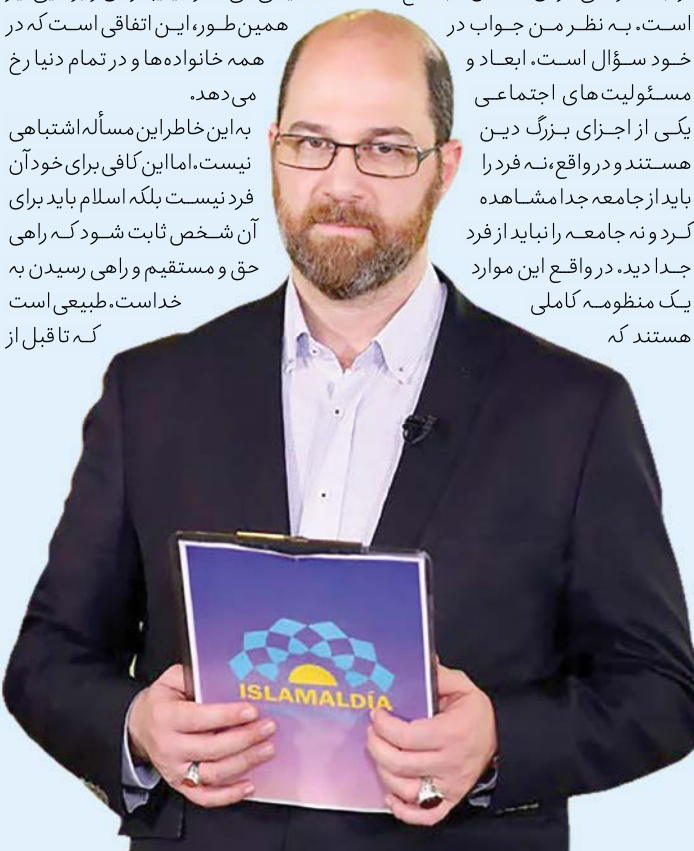 است. به نظر من جواب در
خود سؤال است. ابعاد و
مسئولیت‌های اجتماعی
یکی از اجزای بزرگ دین
هستند و در واقع، نه فرد را
باید از جامعه جدا مشاهده
کرد و نه جامعه را نباید از فرد
جدا دید. در واقع این موارد
یک منظومه کاملی
هستند که
همین‌طور، این اتفاقی است که در
همه خانواده‌ها و در تمام دنیا رخ
می‌دهد.
به این خاطر این مسأله اشتباهی
نیست. اما این کافی برای خود آن
فرد نیست بلکه اسلام باید برای
آن شخص ثابت شود که راهی
حق و مستقیم و راهی رسیدن به
خداست. طبیعی است
که تا قبل از
ISLAMALDÍA